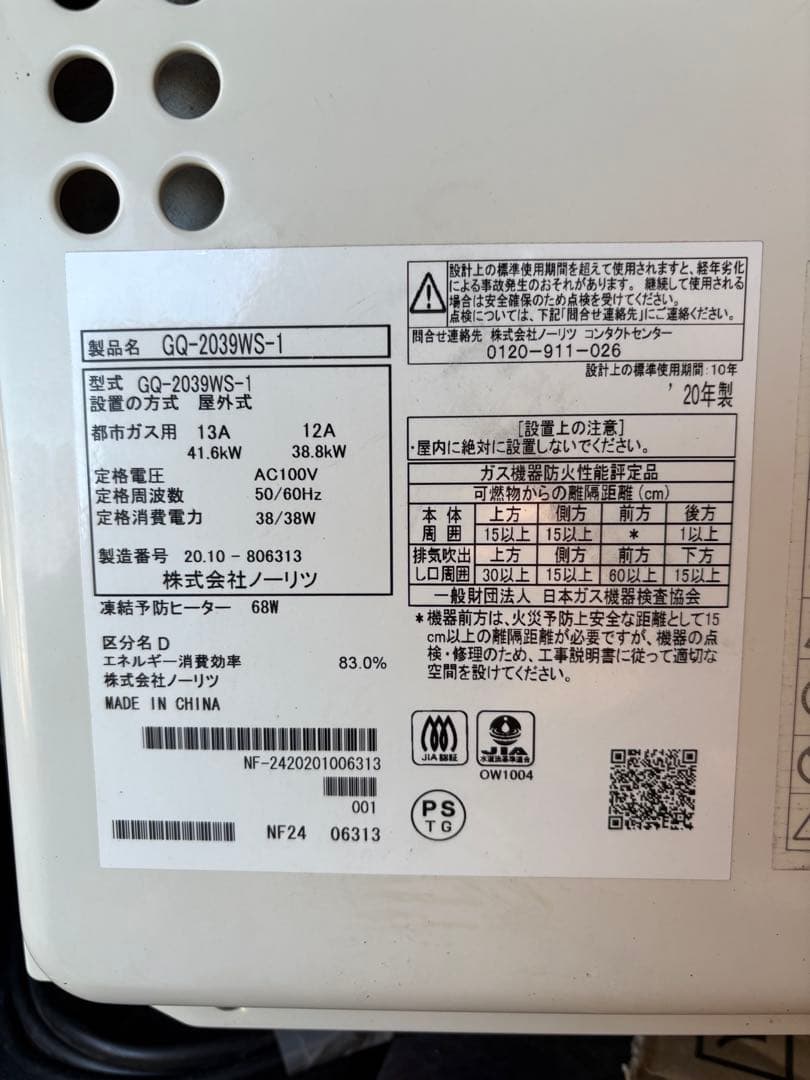 製品名 GQ-2039WS-1
型式 GQ-2039WS-1
設置の方式 屋外式
都市ガス用 13A 12A
41.6kW 38.8kW
定格電圧 AC100V
定格周波数 50/60Hz
定格消費電力 38/38W
製造番号 20.10-806313
株式会社ノーリツ
凍結予防ヒーター 68W
区分名 D
エネルギー消費効率 83.0%
株式会社ノーリツ
MADE IN CHINA
NF-2420201006313
001
NF24 06313
設計上の標準使用期間を超えて使用されますと、経年劣化
による事故発生のおそれがあります。継続して使用される
場合は安全確保のため点検を受けてください。
点検については、下記「問合せ連絡先」にご連絡ください。
問合せ連絡先 株式会社ノーリツ コンタクトセンター
0120-911-026
設計上の標準使用期間:10年
'20年製
[設置上の注意]
・屋内に絶対に設置しないでください。
ガス機器防火性能評定品
可燃物からの離隔距離(cm)
本体周囲 上方 側方 前方 後方
15以上 15以上 * 1以上
排気吹出し口周囲 上方 側方 前方 下方
30以上 15以上 60以上 15以上
一般財団法人 日本ガス機器検査協会
*機器前方は、火災予防上安全な距離として15
cm以上の離隔距離が必要ですが、機器の点
検・修理のため、工事説明書に従って適切な
空間を設けてください。
JIA認証
JIA
水道法基準適合
OW1004
PS
TG